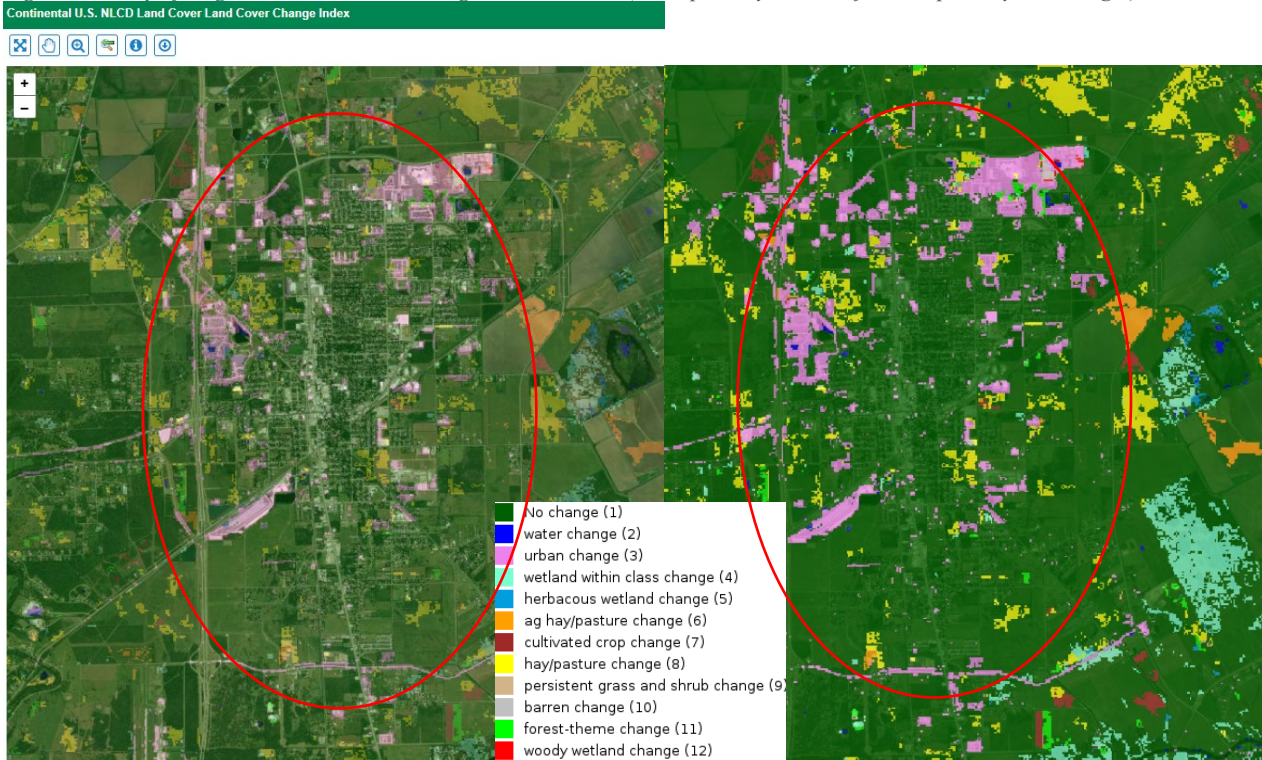 Continental U.S. NLCD Land Cover Land Cover Change Index
+
−
No change (1)
water change (2)
urban change (3)
wetland within class change (4)
herbacous wetland change (5)
ag hay/pasture change (6)
cultivated crop change (7)
hay/pasture change (8)
persistent grass and shrub change (9)
barren change (10)
forest-theme change (11)
woody wetland change (12)